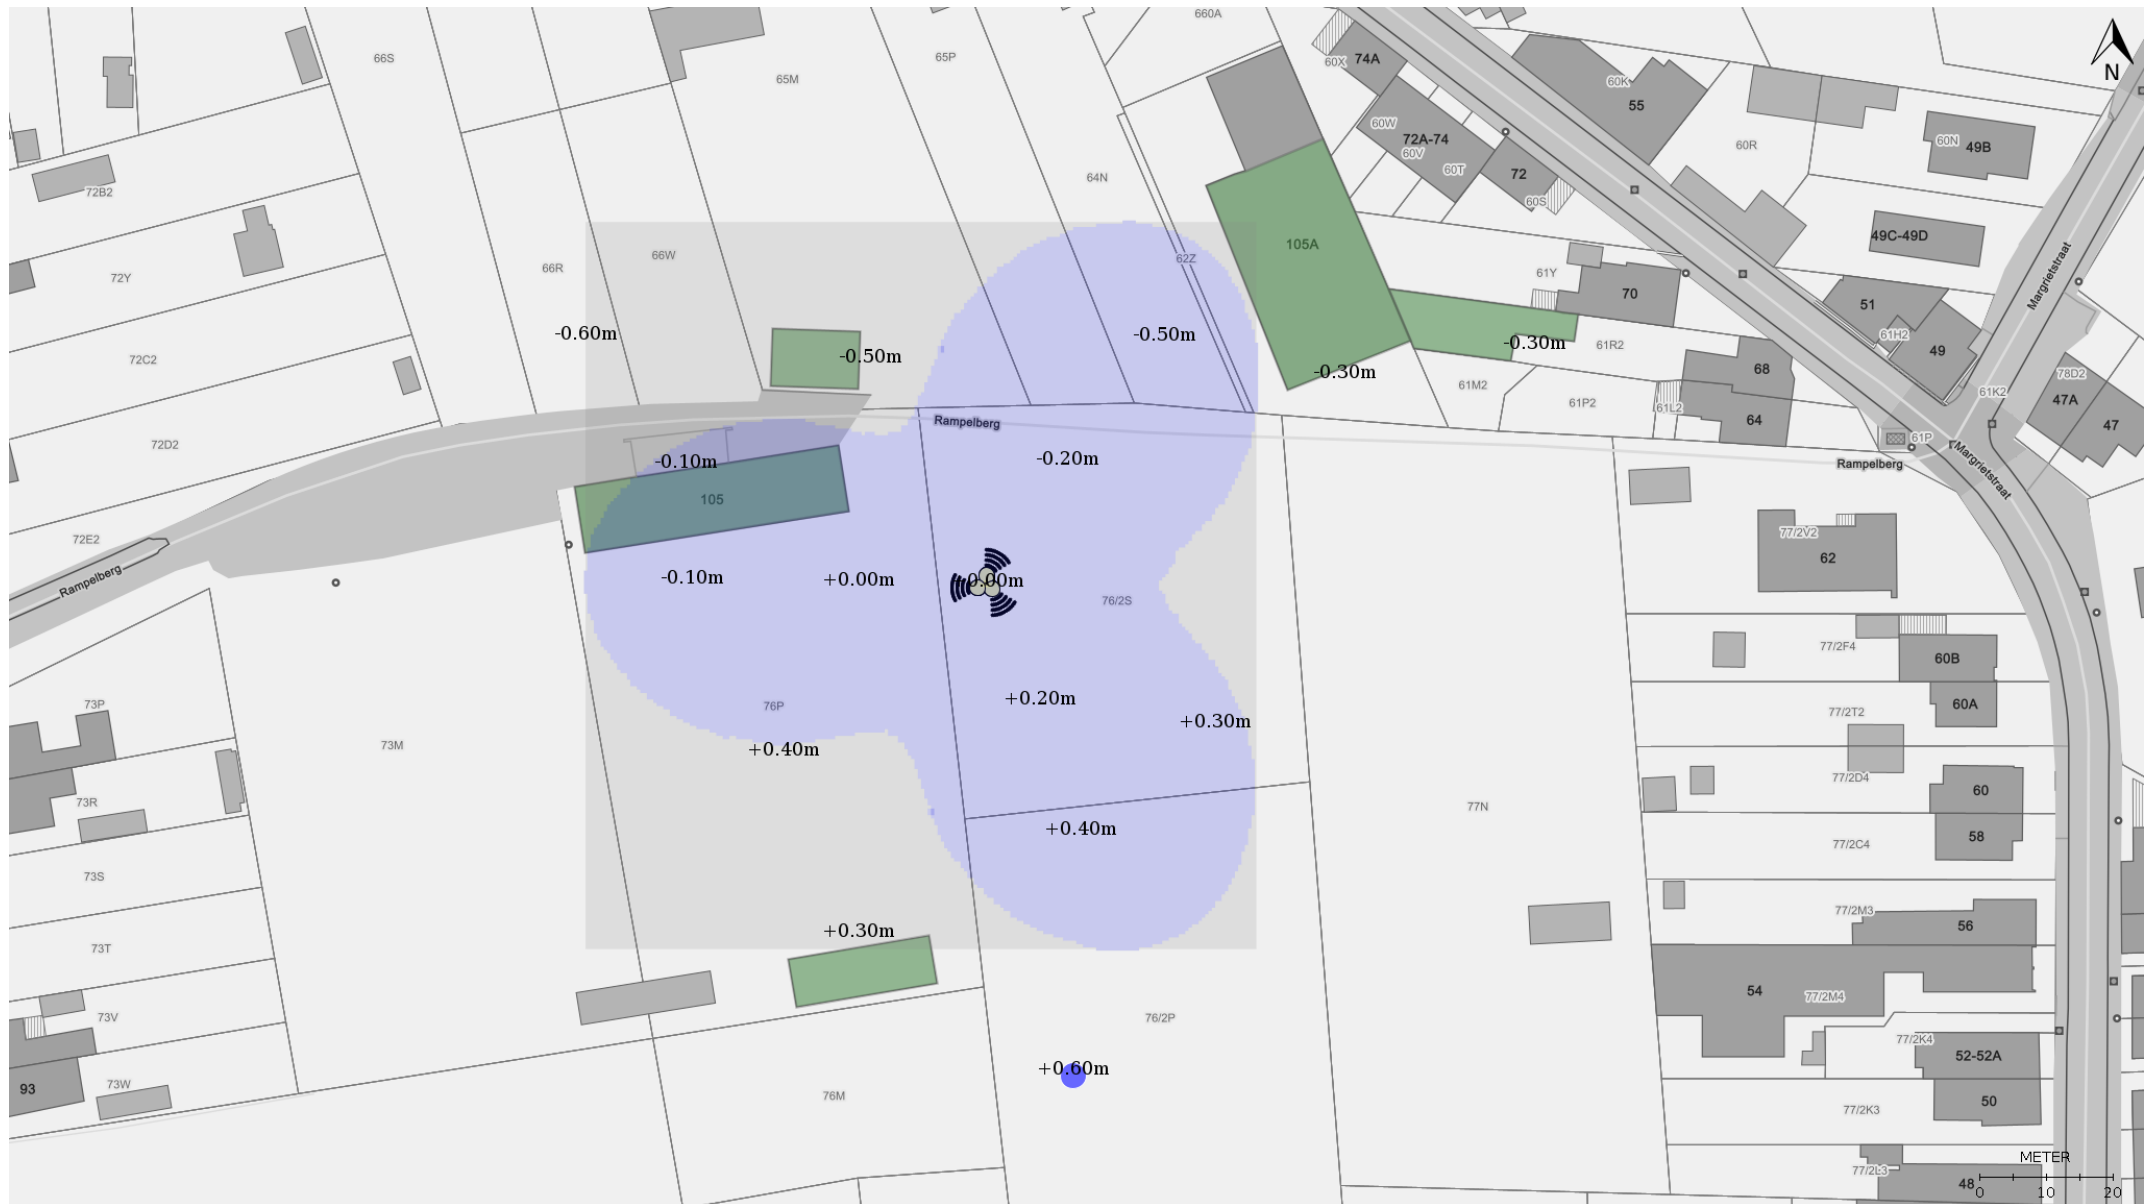 660A
66S
65P
65M
74A
60X
60K
55
N
60W
72A-74
60V
60T
60R
60N
49B
72
60S
72B2
64N
49C-49D
105A
62Z
61Y
70
66W
66R
72Y
Margrietstraat
51
61H2
49
-0.60m
-0.50m
-0.50m
-0.30m
61R2
-0.30m
72C2
68
61M2
61P2
61L2
64
61K2
78D2
47A
47
61P
Rampelberg
Rampelberg
Margrietstraat
72D2
-0.10m
-0.20m
105
72E2
Rampelberg
77/2V2
62
-0.10m
+0.00m
0.00m
76/2S
77/2F4
60B
60A
77/2T2
+0.20m
+0.30m
76P
73P
73M
+0.40m
77/2D4
60
73R
77N
+0.40m
58
77/2C4
73S
77/2M3
56
+0.30m
73T
54
77/2M4
73V
76/2P
77/2K4
52-52A
+0.60m
93
73W
76M
50
77/2K3
METER
77/2L3
48
0 10 20